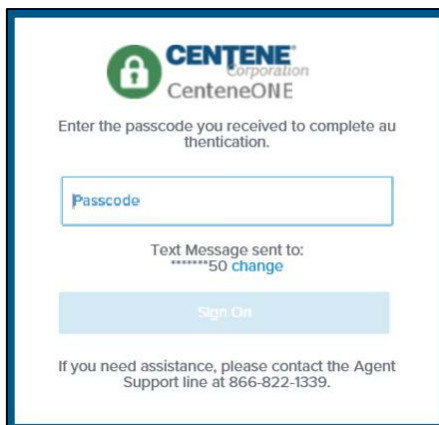 CENTENE®
Corporation
CenteneONE
Enter the passcode you received to complete au
thentication.
Passcode
Text Message sent to:
*******50 change
Sign On
If you need assistance, please contact the Agent
Support line at 866-822-1339.